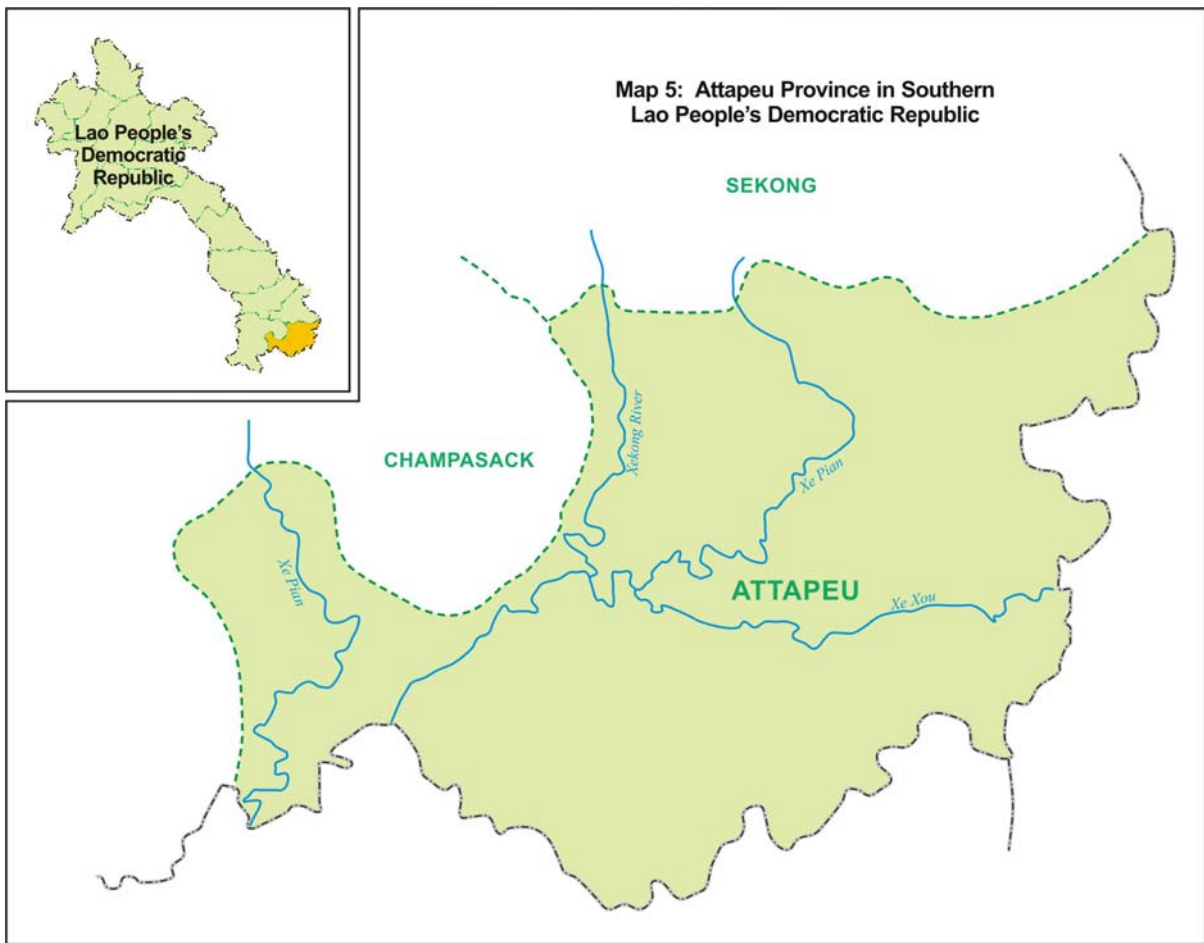 Lao People's
Democratic
Republic
Map 5: Attapeu Province in Southern
Lao People's Democratic Republic
SEKONG
CHAMPASACK
Xekong River
Xe Pian
Xe Pian
ATTAPEU
Xe Xou